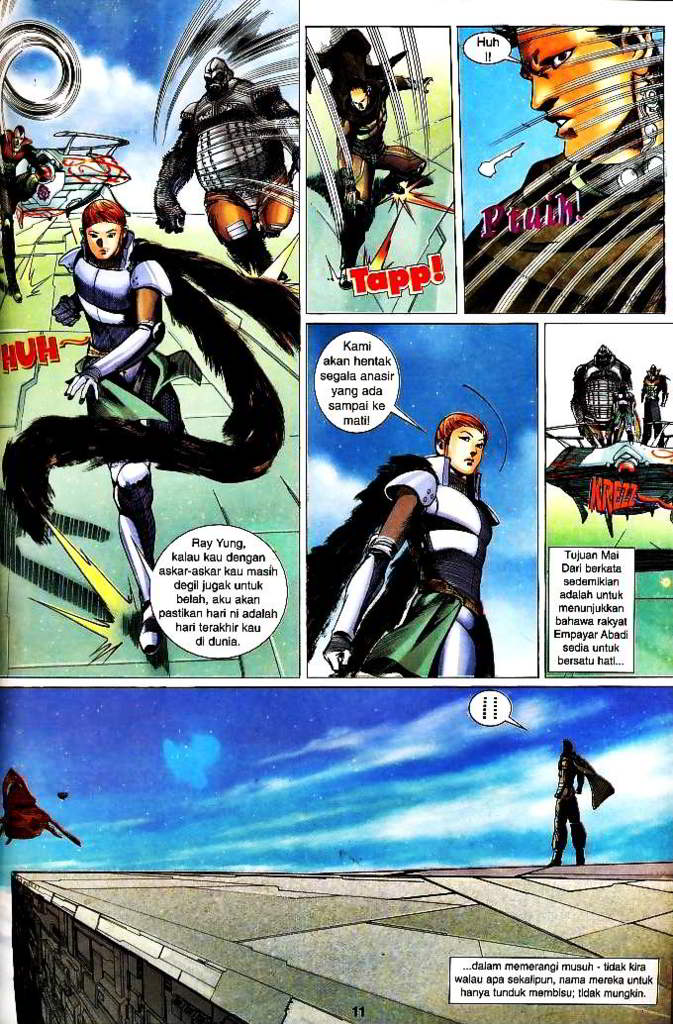 HUH
Ray Yung,
kalau kau dengan
askar-askar kau masih
degil jugak untuk
belah, aku akan
pastikan hari ni adalah
hari terakhir kau
di dunia.
Tapp!
Huh
!!
Ptuih!
Kami
akan hentak
segala anasir
yang ada
sampai ke
mati!
KREZZ
Tujuan Mai
Dari berkata
sedemikian
adalah untuk
menunjukkan
bahawa rakyat
Empayar Abadi
sedia untuk
bersatu hati...
!!
...dalam memerangi musuh - tidak kira
walau apa sekalipun, nama mereka untuk
hanya tunduk membisu; tidak mungkin.
11